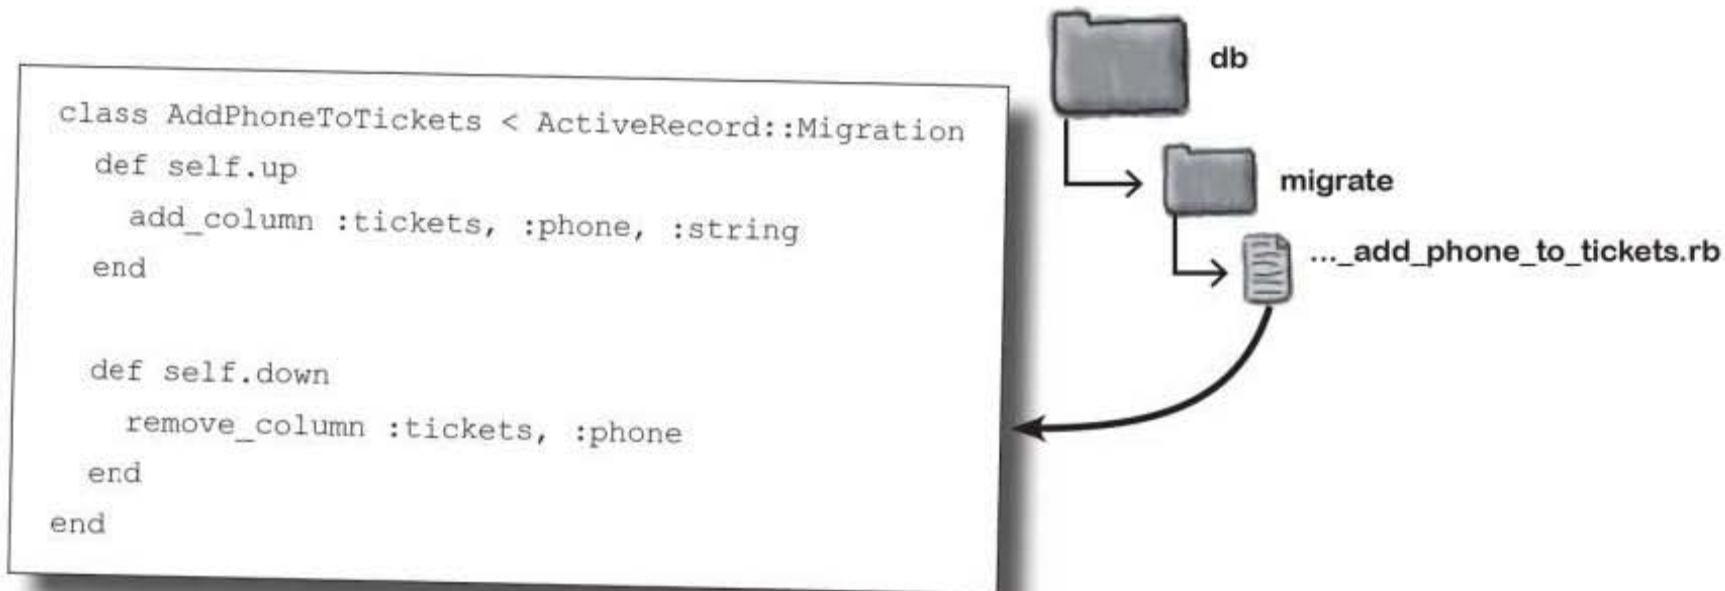 class AddPhoneToTickets < ActiveRecord::Migration
  def self.up
    add_column :tickets, :phone, :string
  end
  def self.down
    remove_column :tickets, :phone
  end
end
db
migrate
..._add_phone_to_tickets.rb